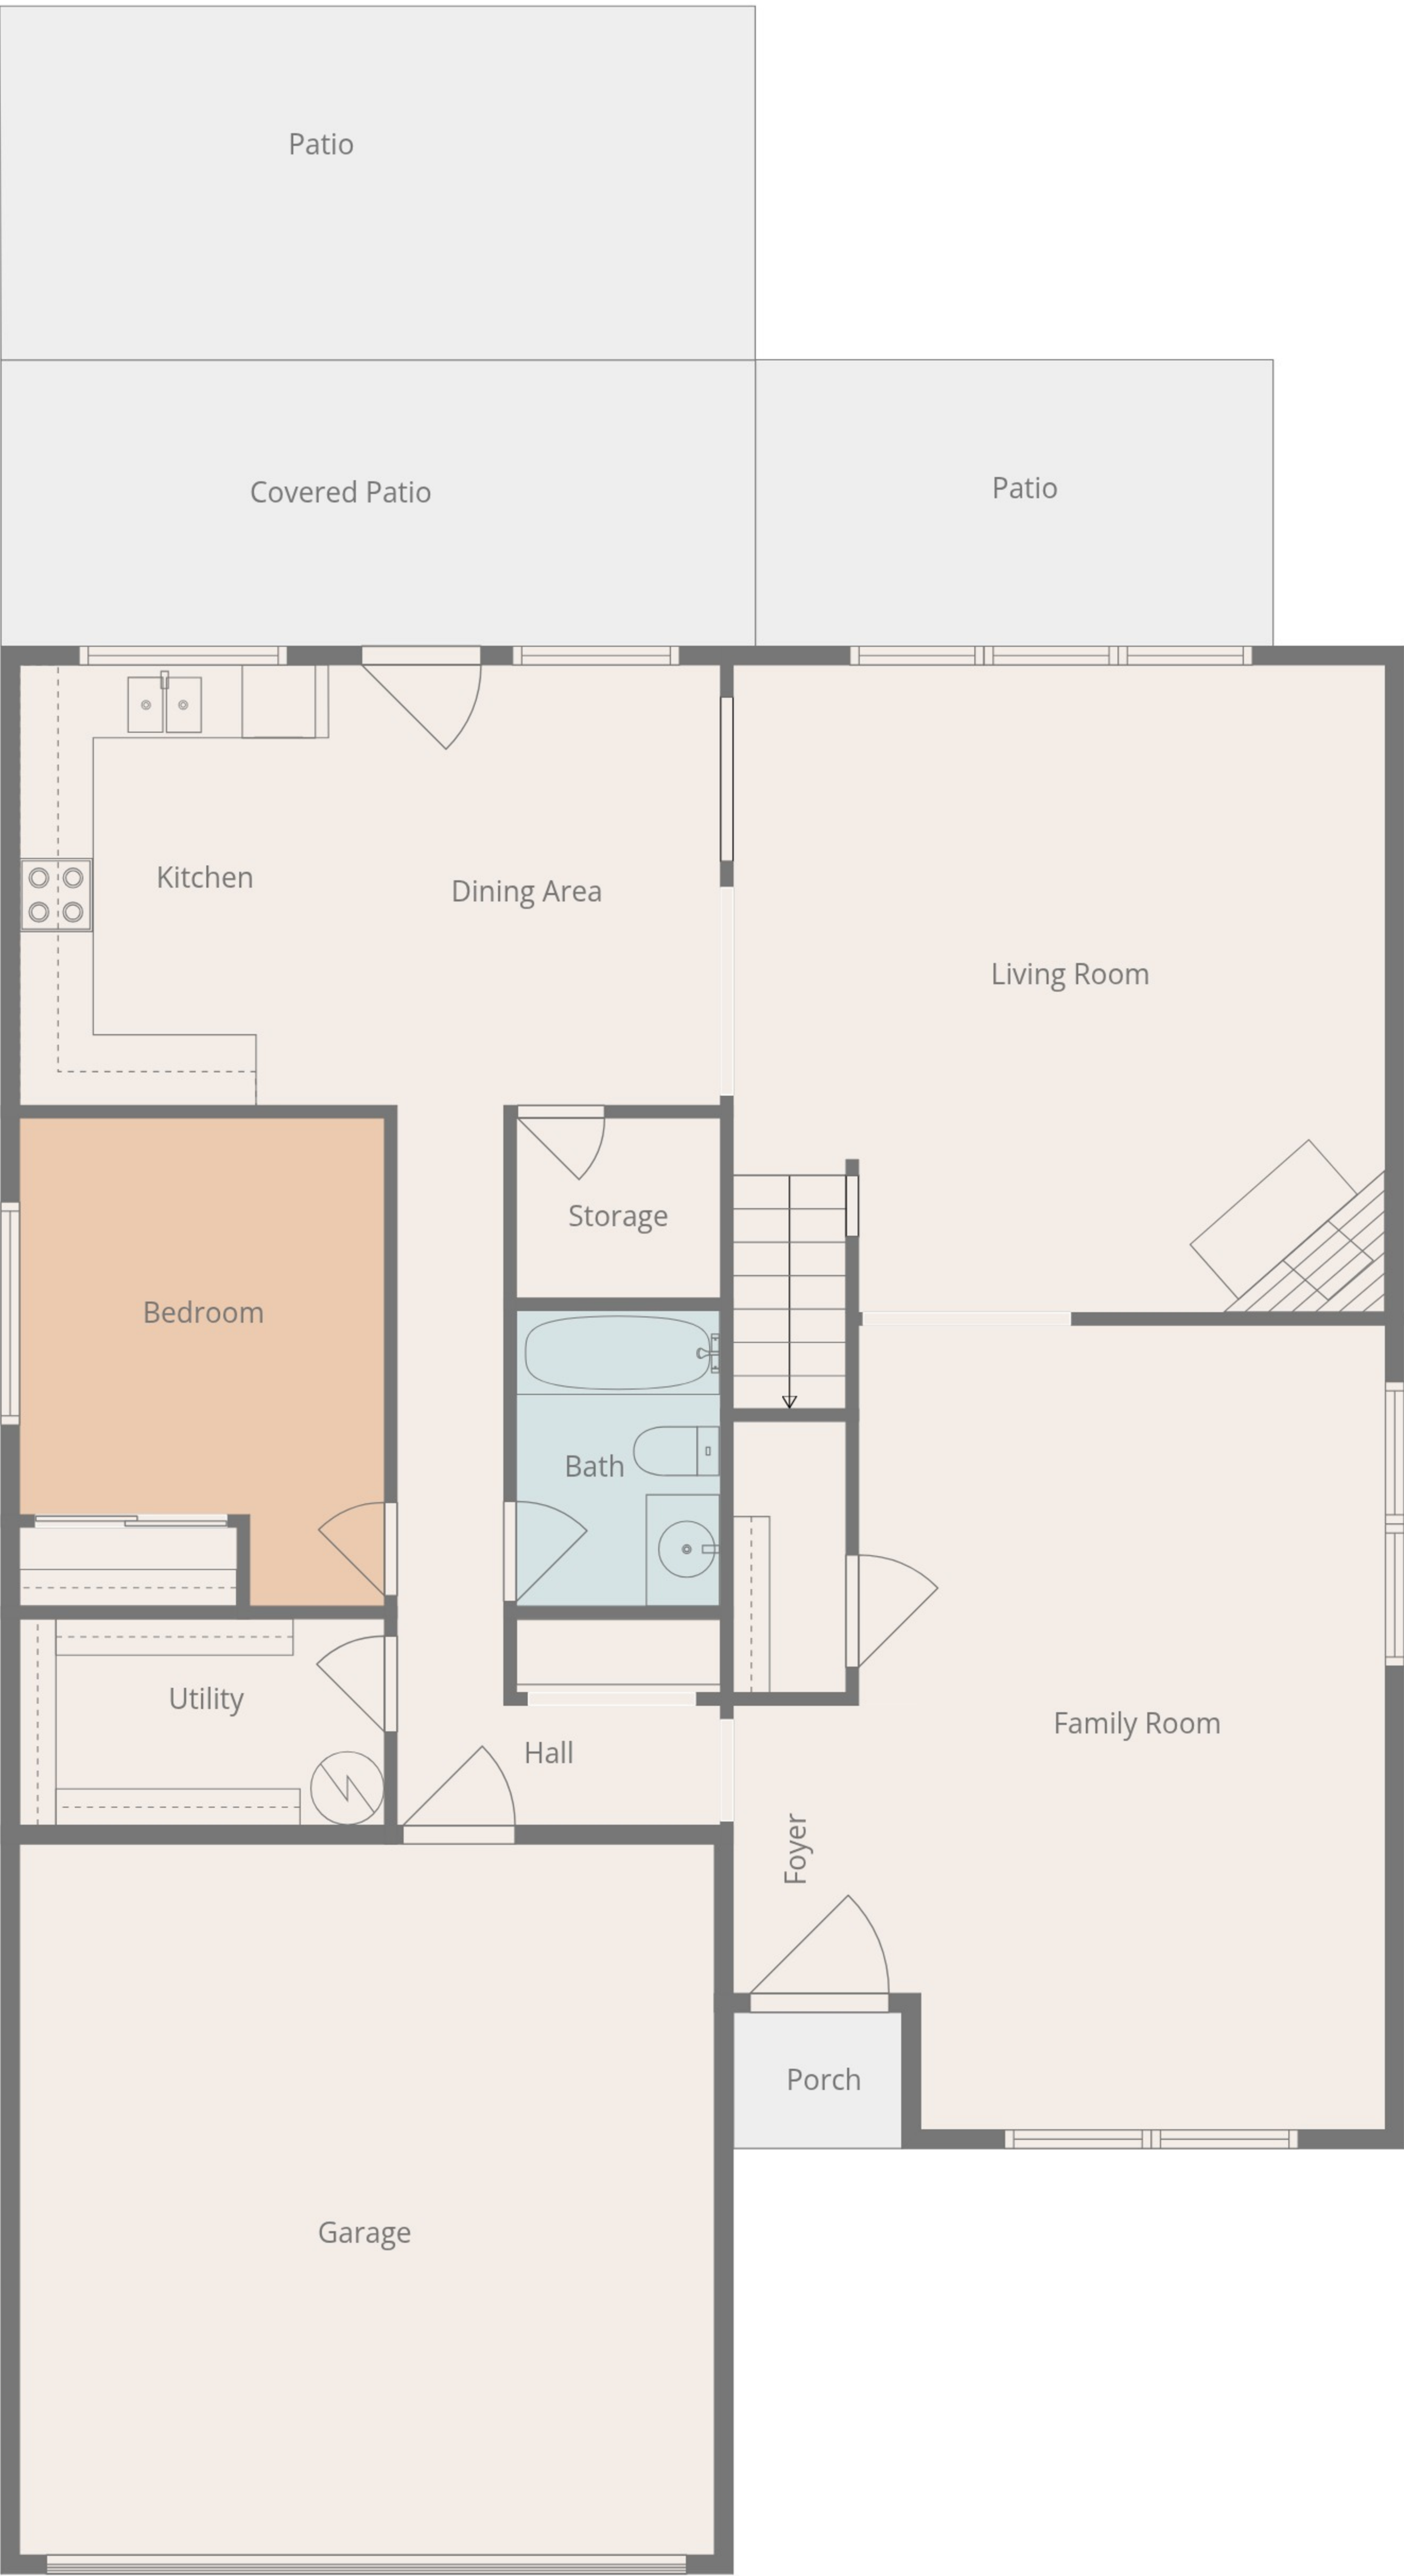 Patio
Covered Patio
Patio
Kitchen
Dining Area
Living Room
Storage
Bedroom
Bath
Utility
Hall
Family Room
Foyer
Porch
Garage